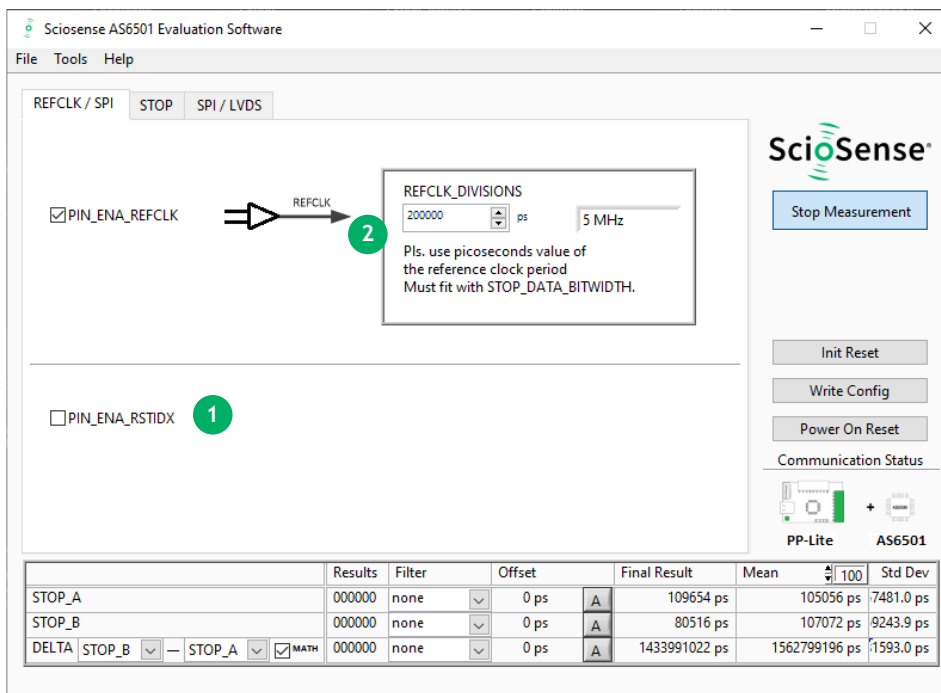 Sciosense AS6501 Evaluation Software
File Tools Help
REFCLK / SPI STOP SPI / LVDS
ScioSense
Stop Measurement
PIN_ENA_REFCLK
REFCLK
2
REFCLK_DIVISIONS
200000 ps 5 MHz
Pls. use picoseconds value of
the reference clock period
Must fit with STOP_DATA_BITWIDTH.
Init Reset
Write Config
Power On Reset
PIN_ENA_RSTIDX
1
Communication Status
+
PP-Lite AS6501
Results Filter Offset Final Result Mean 100 Std Dev
STOP_A 000000 none 0 ps A 109654 ps 105056 ps 7481.0 ps
STOP_B 000000 none 0 ps A 80516 ps 107072 ps 9243.9 ps
DELTA STOP_B — STOP_A MATH 000000 none 0 ps A 1433991022 ps 1562799196 ps 1593.0 ps